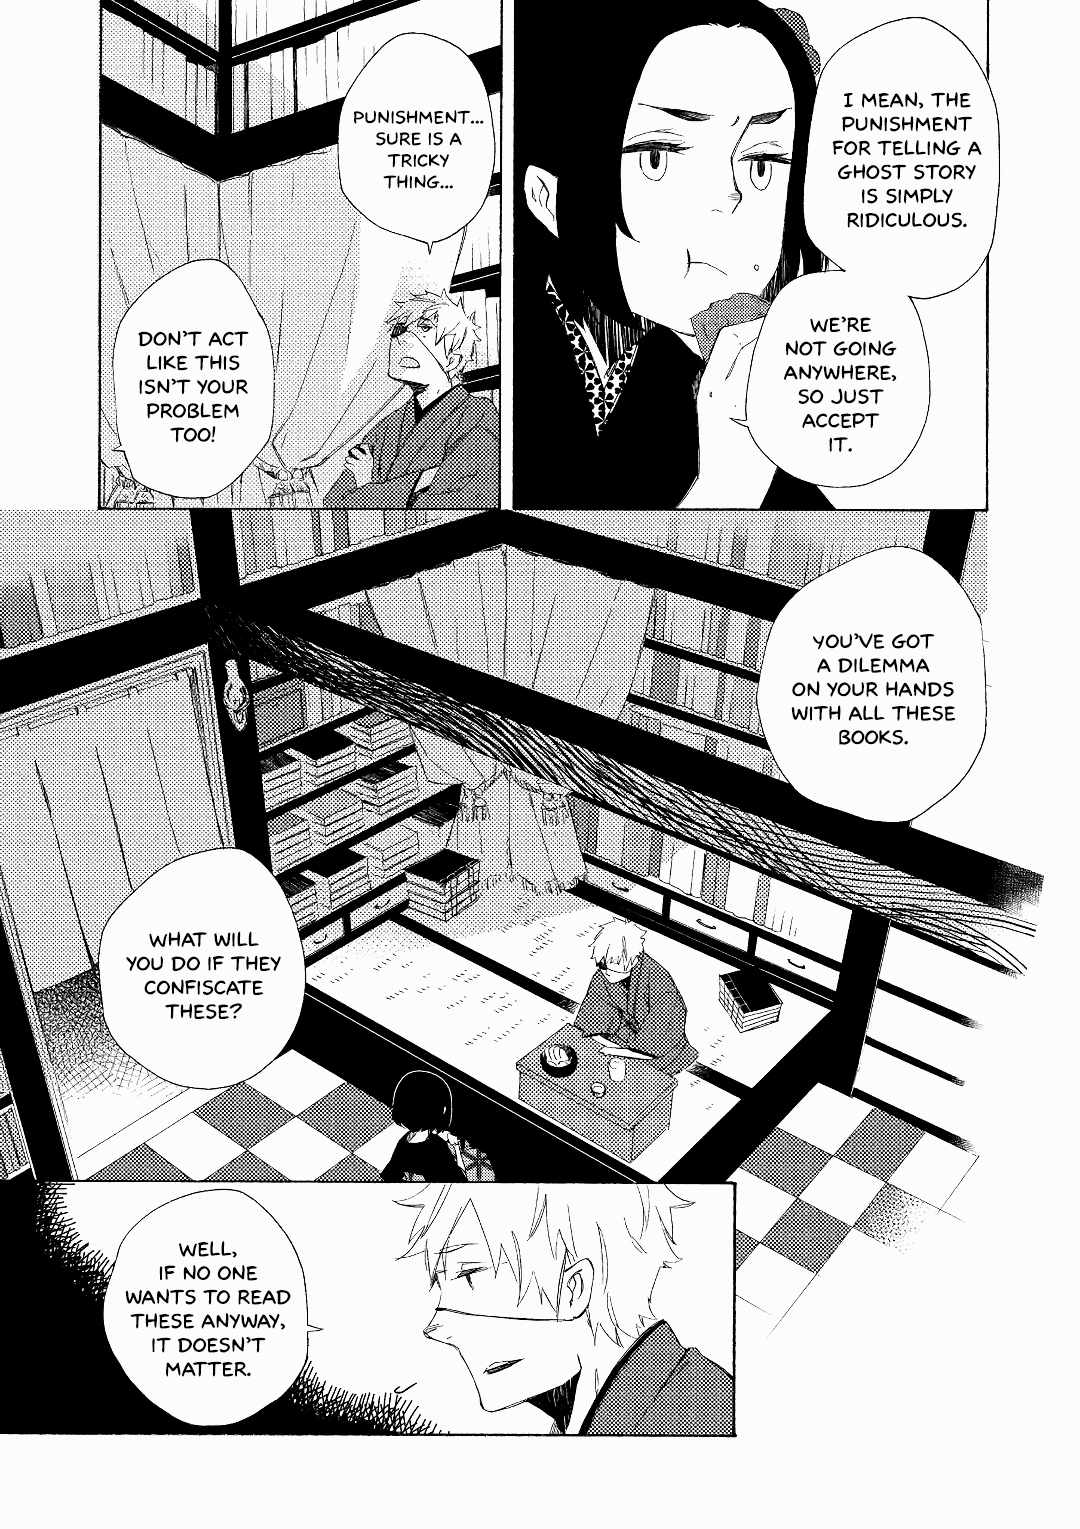 I MEAN, THE
PUNISHMENT
FOR TELLING A
GHOST STORY
IS SIMPLY
RIDICULOUS.
WE'RE
NOT GOING
ANYWHERE,
SO JUST
ACCEPT
IT.
PUNISHMENT...
SURE IS A
TRICKY
THING...
DON'T ACT
LIKE THIS
ISN'T YOUR
PROBLEM
TOO!
YOU'VE GOT
A DILEMMA
ON YOUR HANDS
WITH ALL THESE
BOOKS.
WHAT WILL
YOU DO IF THEY
CONFISCATE
THESE?
WELL,
IF NO ONE
WANTS TO READ
THESE ANYWAY,
IT DOESN'T
MATTER.